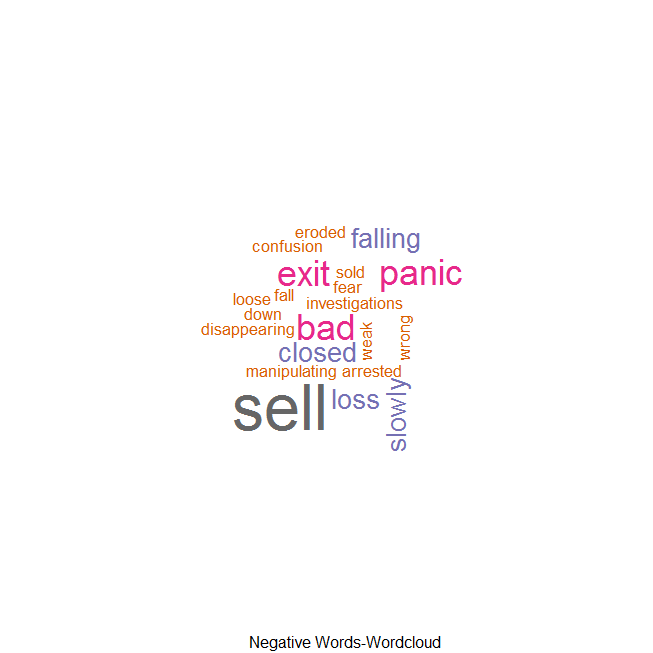 eroded
falling
confusion
exit
sold
panic
fear
loose
fall
investigations
down
disappearing
bad
weak
wrong
closed
manipulating
arrested
sell
loss
slowly
Negative Words-Wordcloud